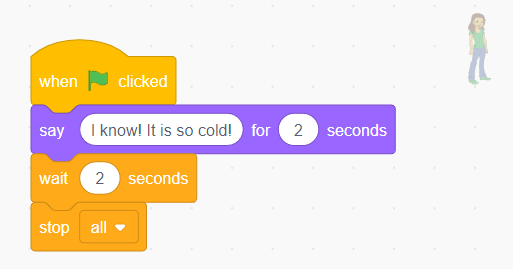 when clicked
say I know! It is so cold! for 2 seconds
wait 2 seconds
stop all